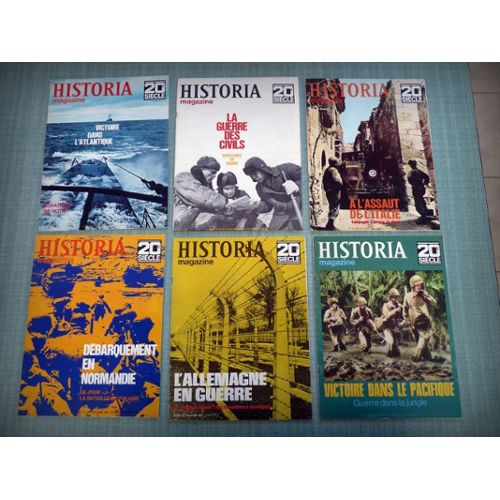 HISTORIA
magazine
20
SIÈCLE
VICTOIRE
DANS
L'ATLANTIQUE
HISTORIA
magazine
20
SIÈCLE
LA
GUERRE
DES
CIVILS
HISTORIA
20
SIÈCLE
A L'ASSAUT
DE L'ITALIE
HISTORIA
20
SIÈCLE
DÉBARQUEMENT
EN
NORMANDIE
LE JOUR «J»
HISTORIA
magazine
20
SIÈCLE
L'ALLEMAGNE
EN GUERRE
HISTORIA
magazine
20
SIÈCLE
VICTOIRE DANS LE PACIFIQUE
Guerre dans la jungle